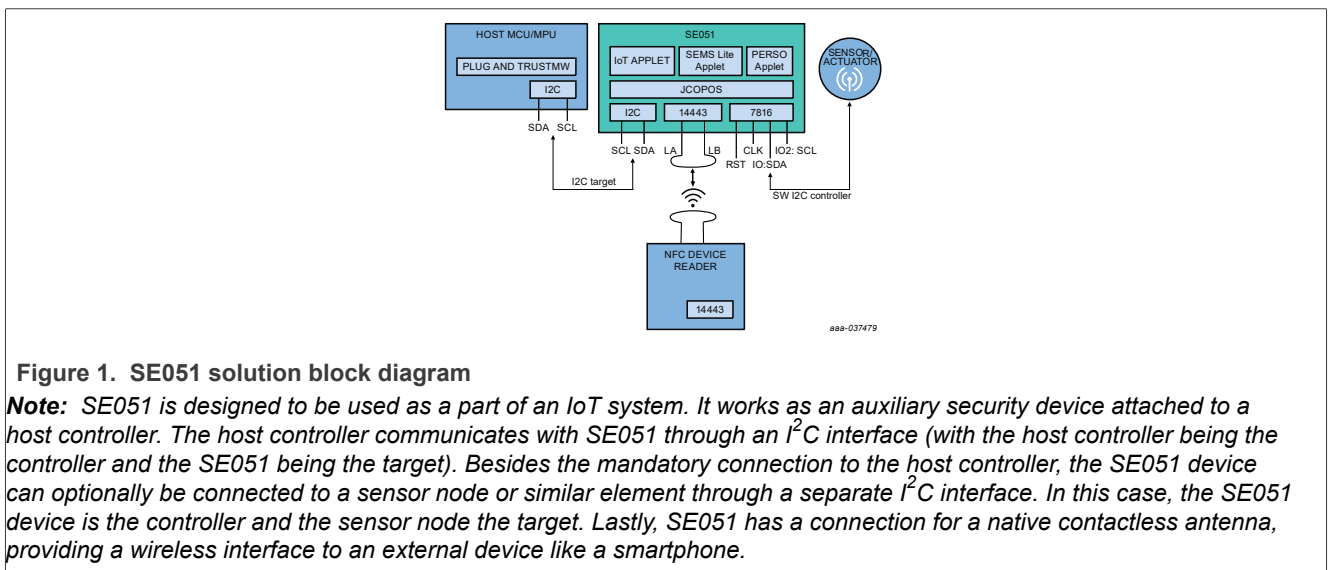 HOST MCU/MPU
PLUG AND TRUSTMW
I2C
SDA SCL
SE051
IoT APPLET
SEMS Lite
Applet
PERSO
Applet
JCOPOS
I2C
14443
7816
SCL SDA LA LB CLK IO2: SCL
RST IO:SDA
SENSOR/
ACTUATOR
I2C target
SW I2C controller
NFC DEVICE
READER
14443
aaa-037479
Figure 1. SE051 solution block diagram
Note: SE051 is designed to be used as a part of an IoT system. It works as an auxiliary security device attached to a
host controller. The host controller communicates with SE051 through an I²C interface (with the host controller being the
controller and the SE051 being the target). Besides the mandatory connection to the host controller, the SE051 device
can optionally be connected to a sensor node or similar element through a separate I²C interface. In this case, the SE051
device is the controller and the sensor node the target. Lastly, SE051 has a connection for a native contactless antenna,
providing a wireless interface to an external device like a smartphone.